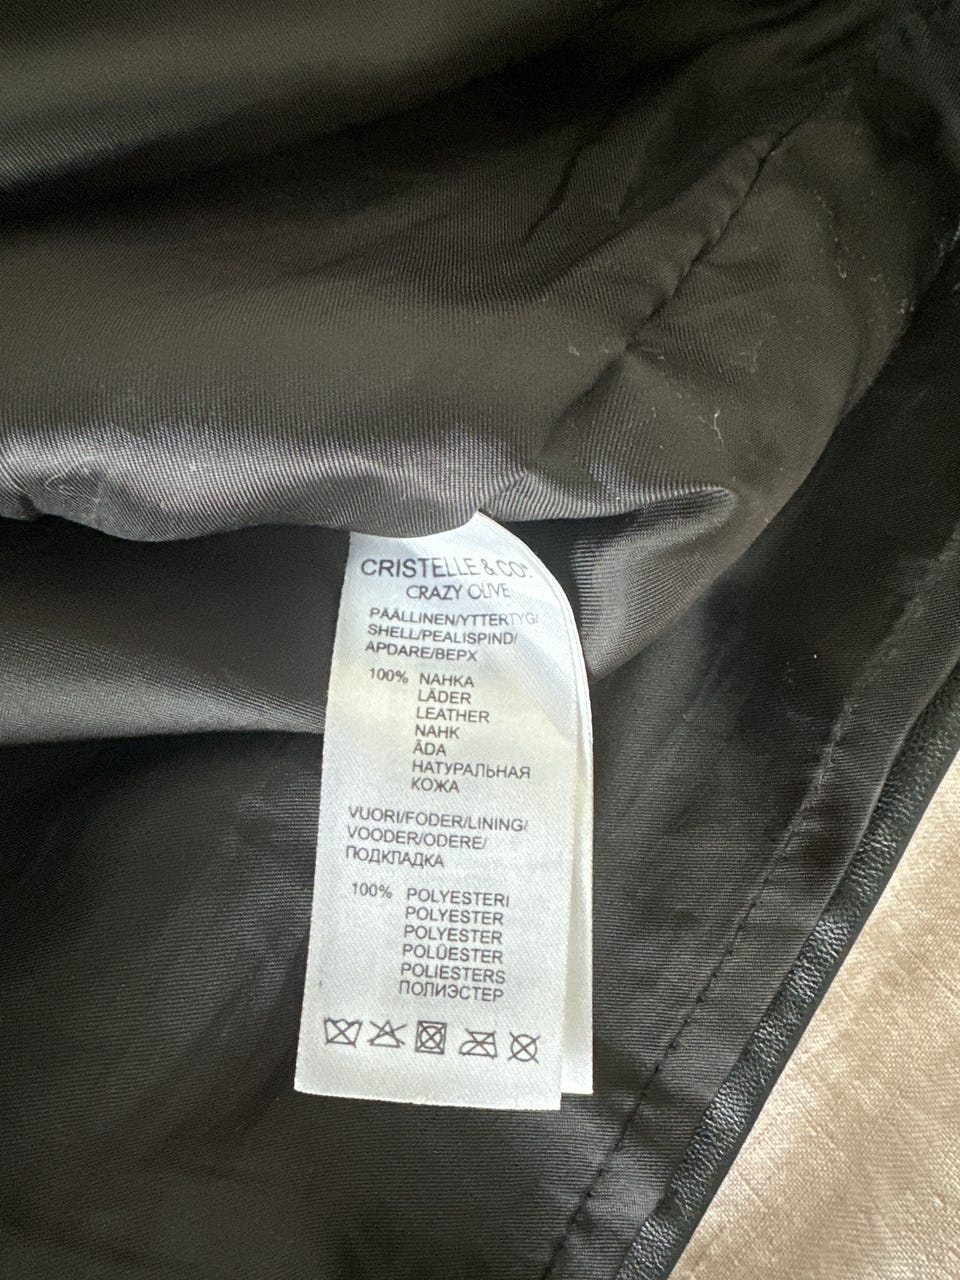 CRISTELLE & CO.
CRAZY OLIVE
PÄÄLLINEN/YTTERTYG/
SHELL/PEALISPIND/
APDARE/ВЕРХ
100% NAHKA
LÄDER
LEATHER
NAHK
ĀDA
НАТУРАЛЬНАЯ
КОЖА
VUORI/FODER/LINING/
VOODER/ODERE/
ПОДКЛАДКА
100% POLYESTERI
POLYESTER
POLYESTER
POLÜESTER
POLIESTERS
ПОЛИЭСТЕР